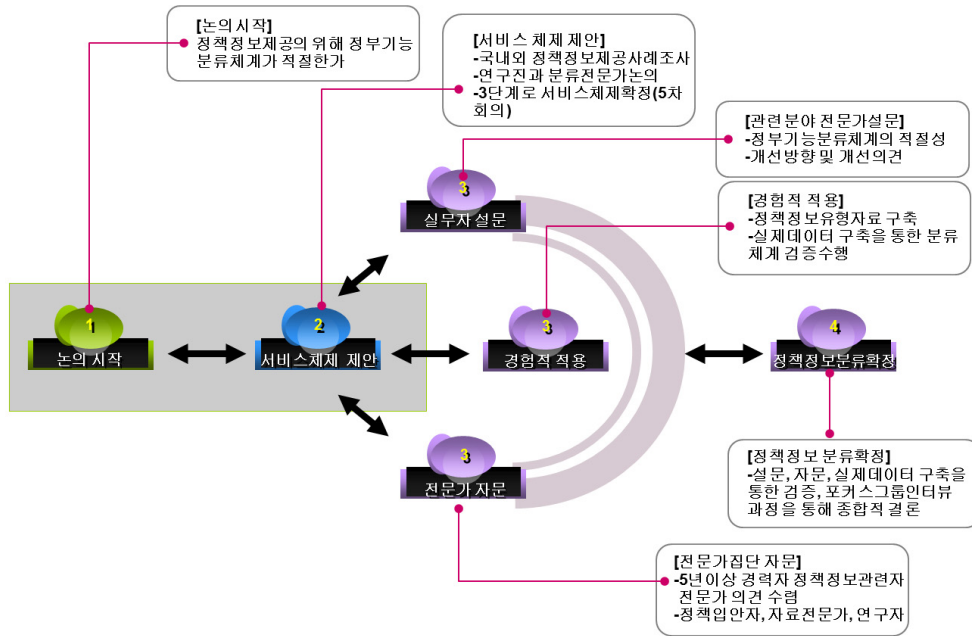 [논의 시작]
정책정보제공의 위해 정부기능
분류체계가 적절한가
[서비스 체제 제안]
-국내외 정책정보제공사례조사
-연구진과 분류전문가논의
-3단계로 서비스체제확정(5차
회의)
[관련 분야 전문가설문]
-정부기능분류체계의 적절성
-개선방향 및 개선의견
[경험적 적용]
-정책정보유형자료 구축
-실제데이터 구축을 통한 분류
체계 검증수행
3
실무자 설문
1
논의 시작
2
서비스체제 제안
3
경험적 적용
4
정책정보분류확정
3
전문가 자문
[정책정보 분류확정]
-설문, 자문, 실제데이터 구축을
통한 검증, 포커스그룹인터뷰
과정을 통해 종합적 결론
[전문가집단 자문]
-5년이상 경력자 정책정보관련자
전문가 의견 수렴
-정책입안자, 자료전문가, 연구자